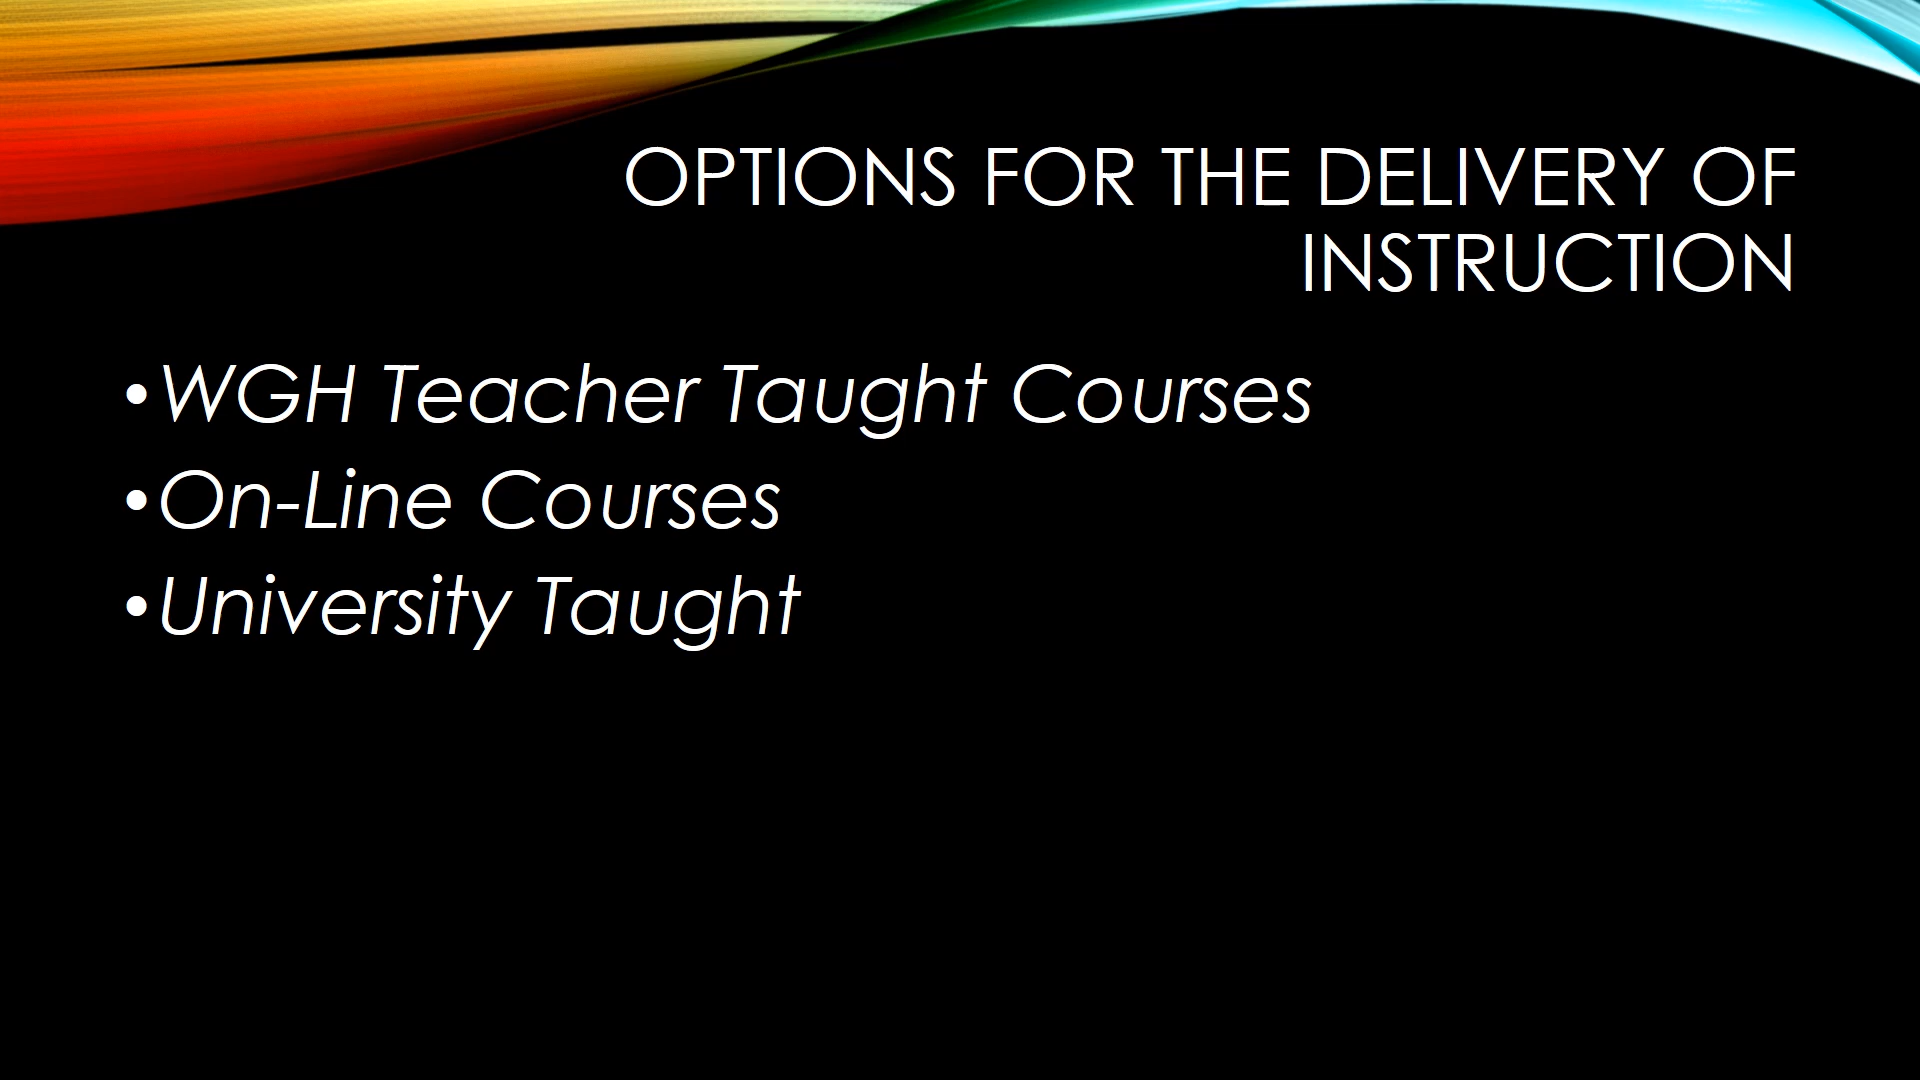 OPTIONS FOR THE DELIVERY OF
INSTRUCTION
•WGH Teacher Taught Courses
•On-Line Courses
•University Taught